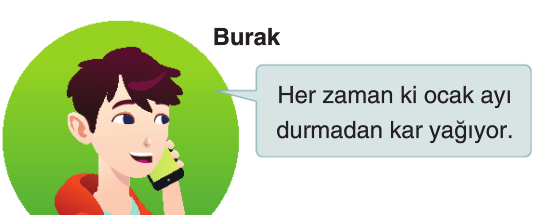 Burak
Her zaman ki ocak ayı
durmadan kar yağıyor.